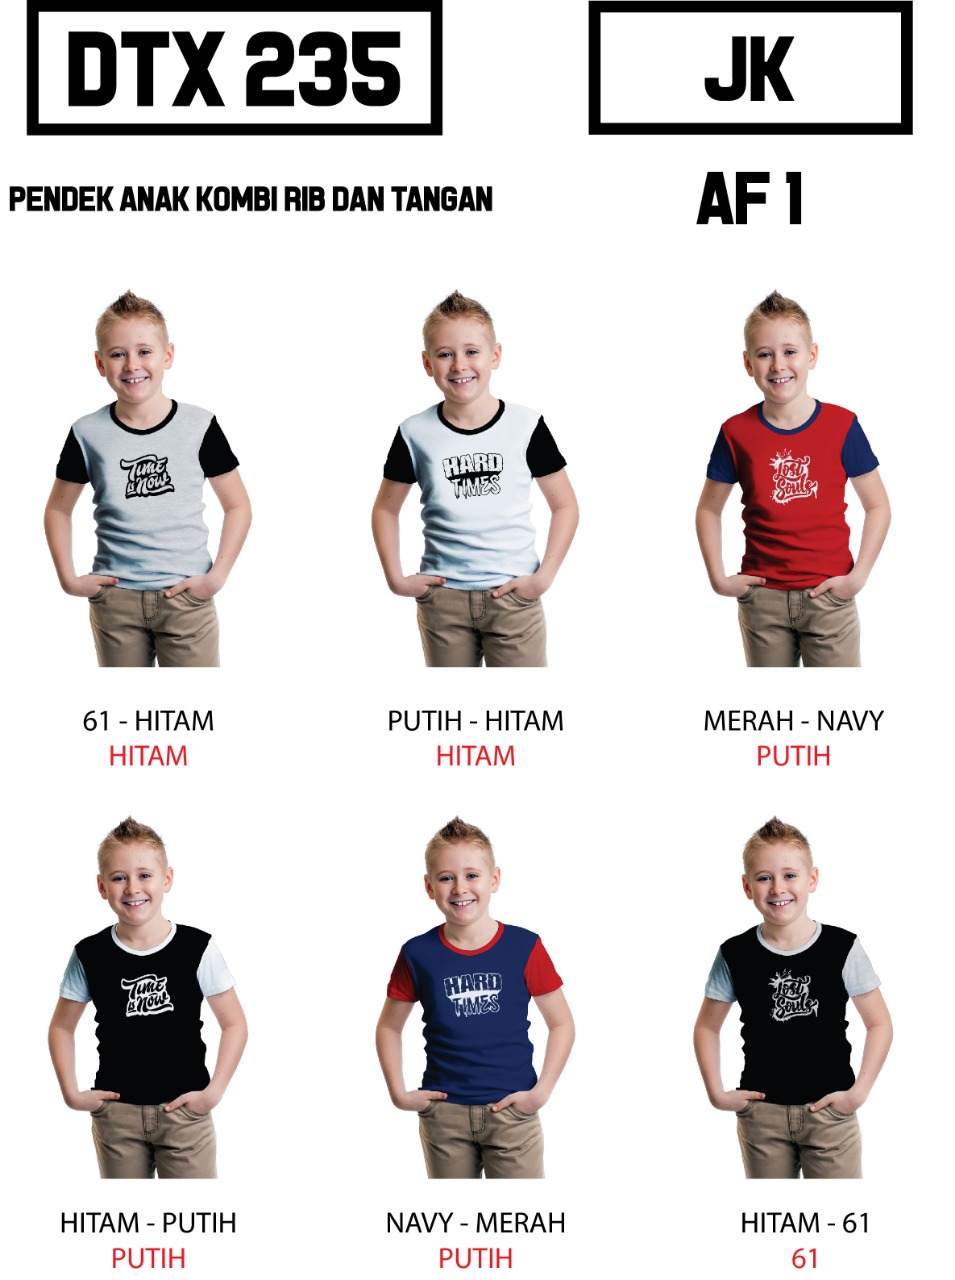 DTX 235
JK
PENDEK ANAK KOMBI RIB DAN TANGAN
AF 1
Time is Now
HARD TIMES
Lost Souls
61 - HITAM
HITAM
PUTIH - HITAM
HITAM
MERAH - NAVY
PUTIH
Time is Now
HARD TIMES
Lost Souls
HITAM - PUTIH
PUTIH
NAVY - MERAH
PUTIH
HITAM - 61
61